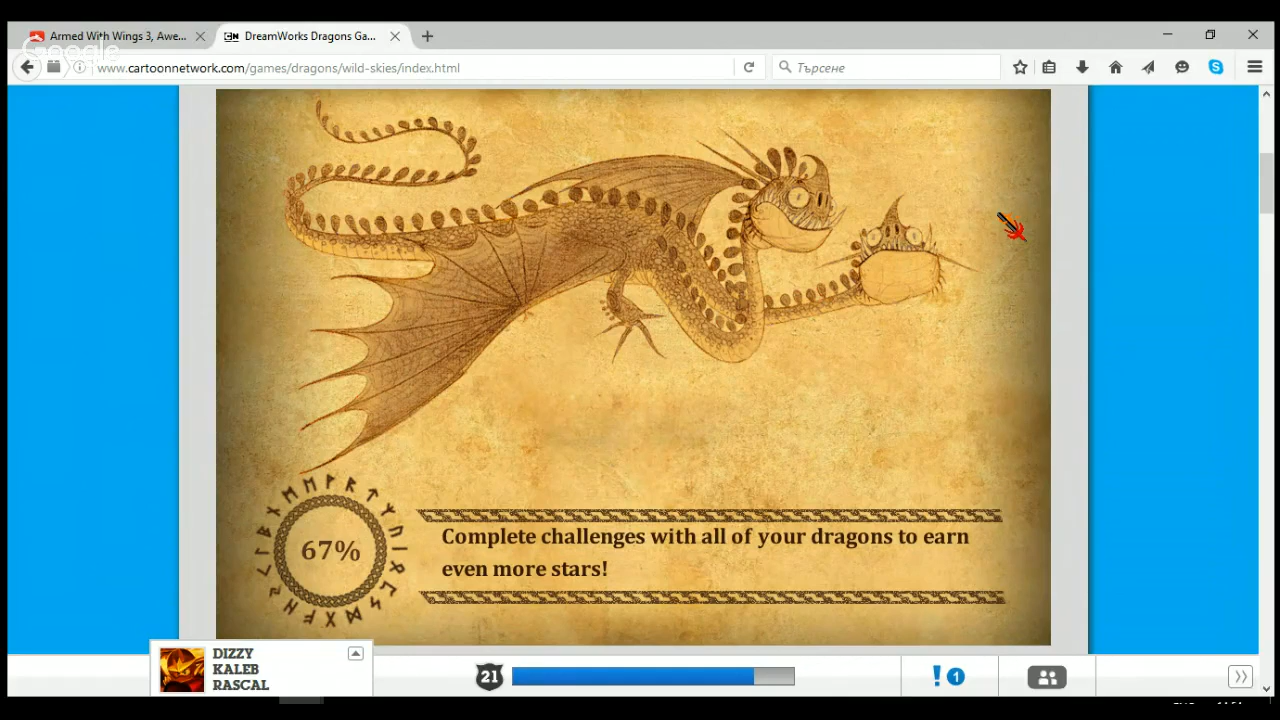 Armed With Wings 3, Awe...
DreamWorks Dragons Ga...
Google
www.cartoonnetwork.com/games/dragons/wild-skies/index.html
Търсене
67%
Complete challenges with all of your dragons to earn
even more stars!
DIZZY
KALEB
RASCAL
21
1